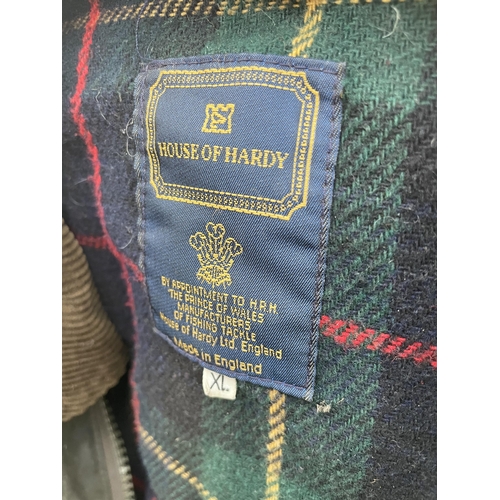 HOUSE OF HARDY
BY APPOINTMENT TO H.R.H.
THE PRINCE OF WALES
MANUFACTURERS
OF FISHING TACKLE
House of Hardy Ltd. England
Made in England
XL